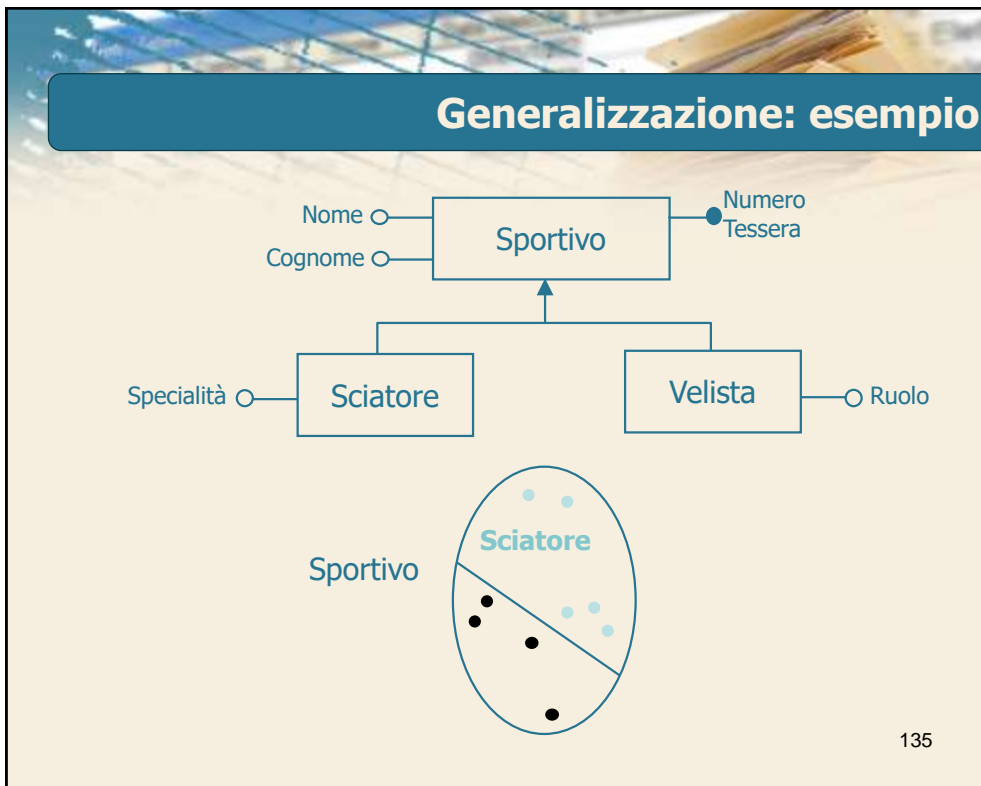 Generalizzazione: esempio
Nome
Numero
Tessera
Sportivo
Cognome
Specialità
Sciatore
Velista
Ruolo
Sciatore
Sportivo
135